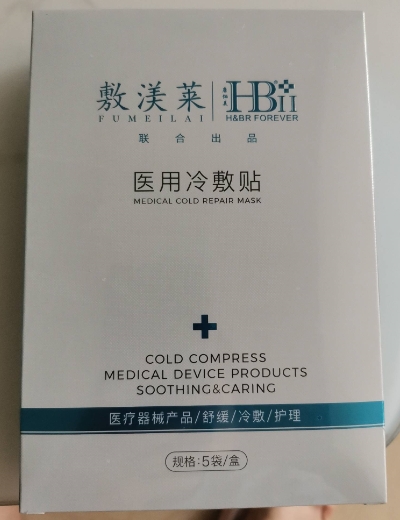 敷渼莱 HBII
FUMEILAI H&BR FOREVER
联合出品
医用冷敷贴
MEDICAL COLD REPAIR MASK
COLD COMPRESS
MEDICAL DEVICE PRODUCTS
SOOTHING&CARING
医疗器械产品/舒缓/冷敷/护理
规格:5袋/盒